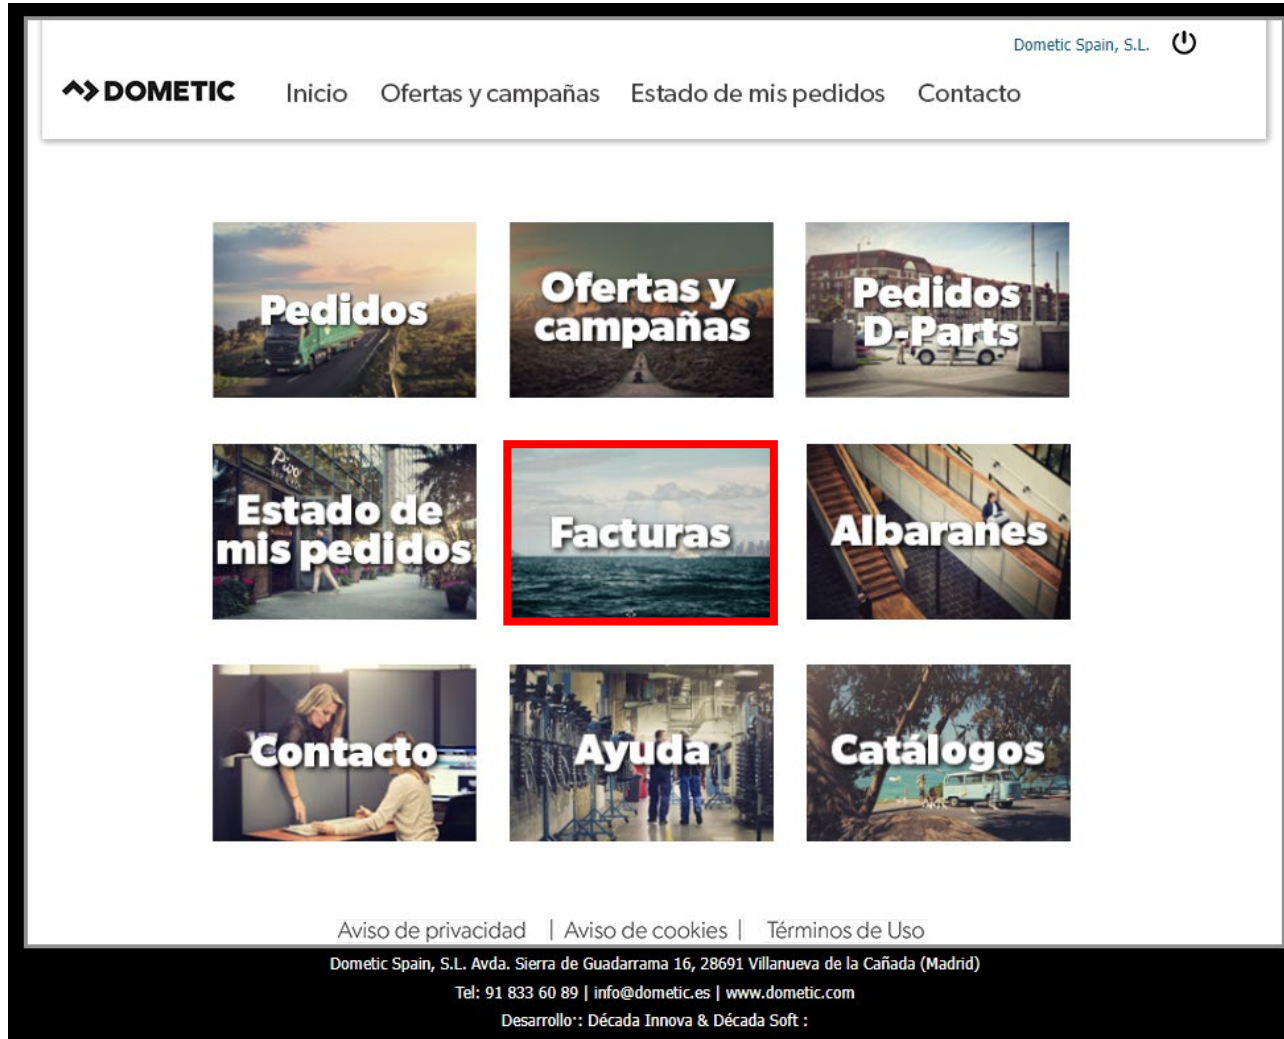 Dometic Spain, S.L.
DOMETIC Inicio Ofertas y campañas Estado de mis pedidos Contacto
Pedidos
Ofertas y
campañas
Pedidos
D-Parts
Pivo
Estado de
mis pedidos
Facturas
Albaranes
Contacto
Ayuda
Catálogos
Aviso de privacidad | Aviso de cookies | Términos de Uso
Dometic Spain, S.L. Avda. Sierra de Guadarrama 16, 28691 Villanueva de la Cañada (Madrid)
Tel: 91 833 60 89 | info@dometic.es | www.dometic.com
Desarrollo·: Década Innova & Década Soft :